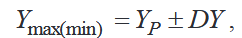 Y_max(min) = Y_P ± DY ,